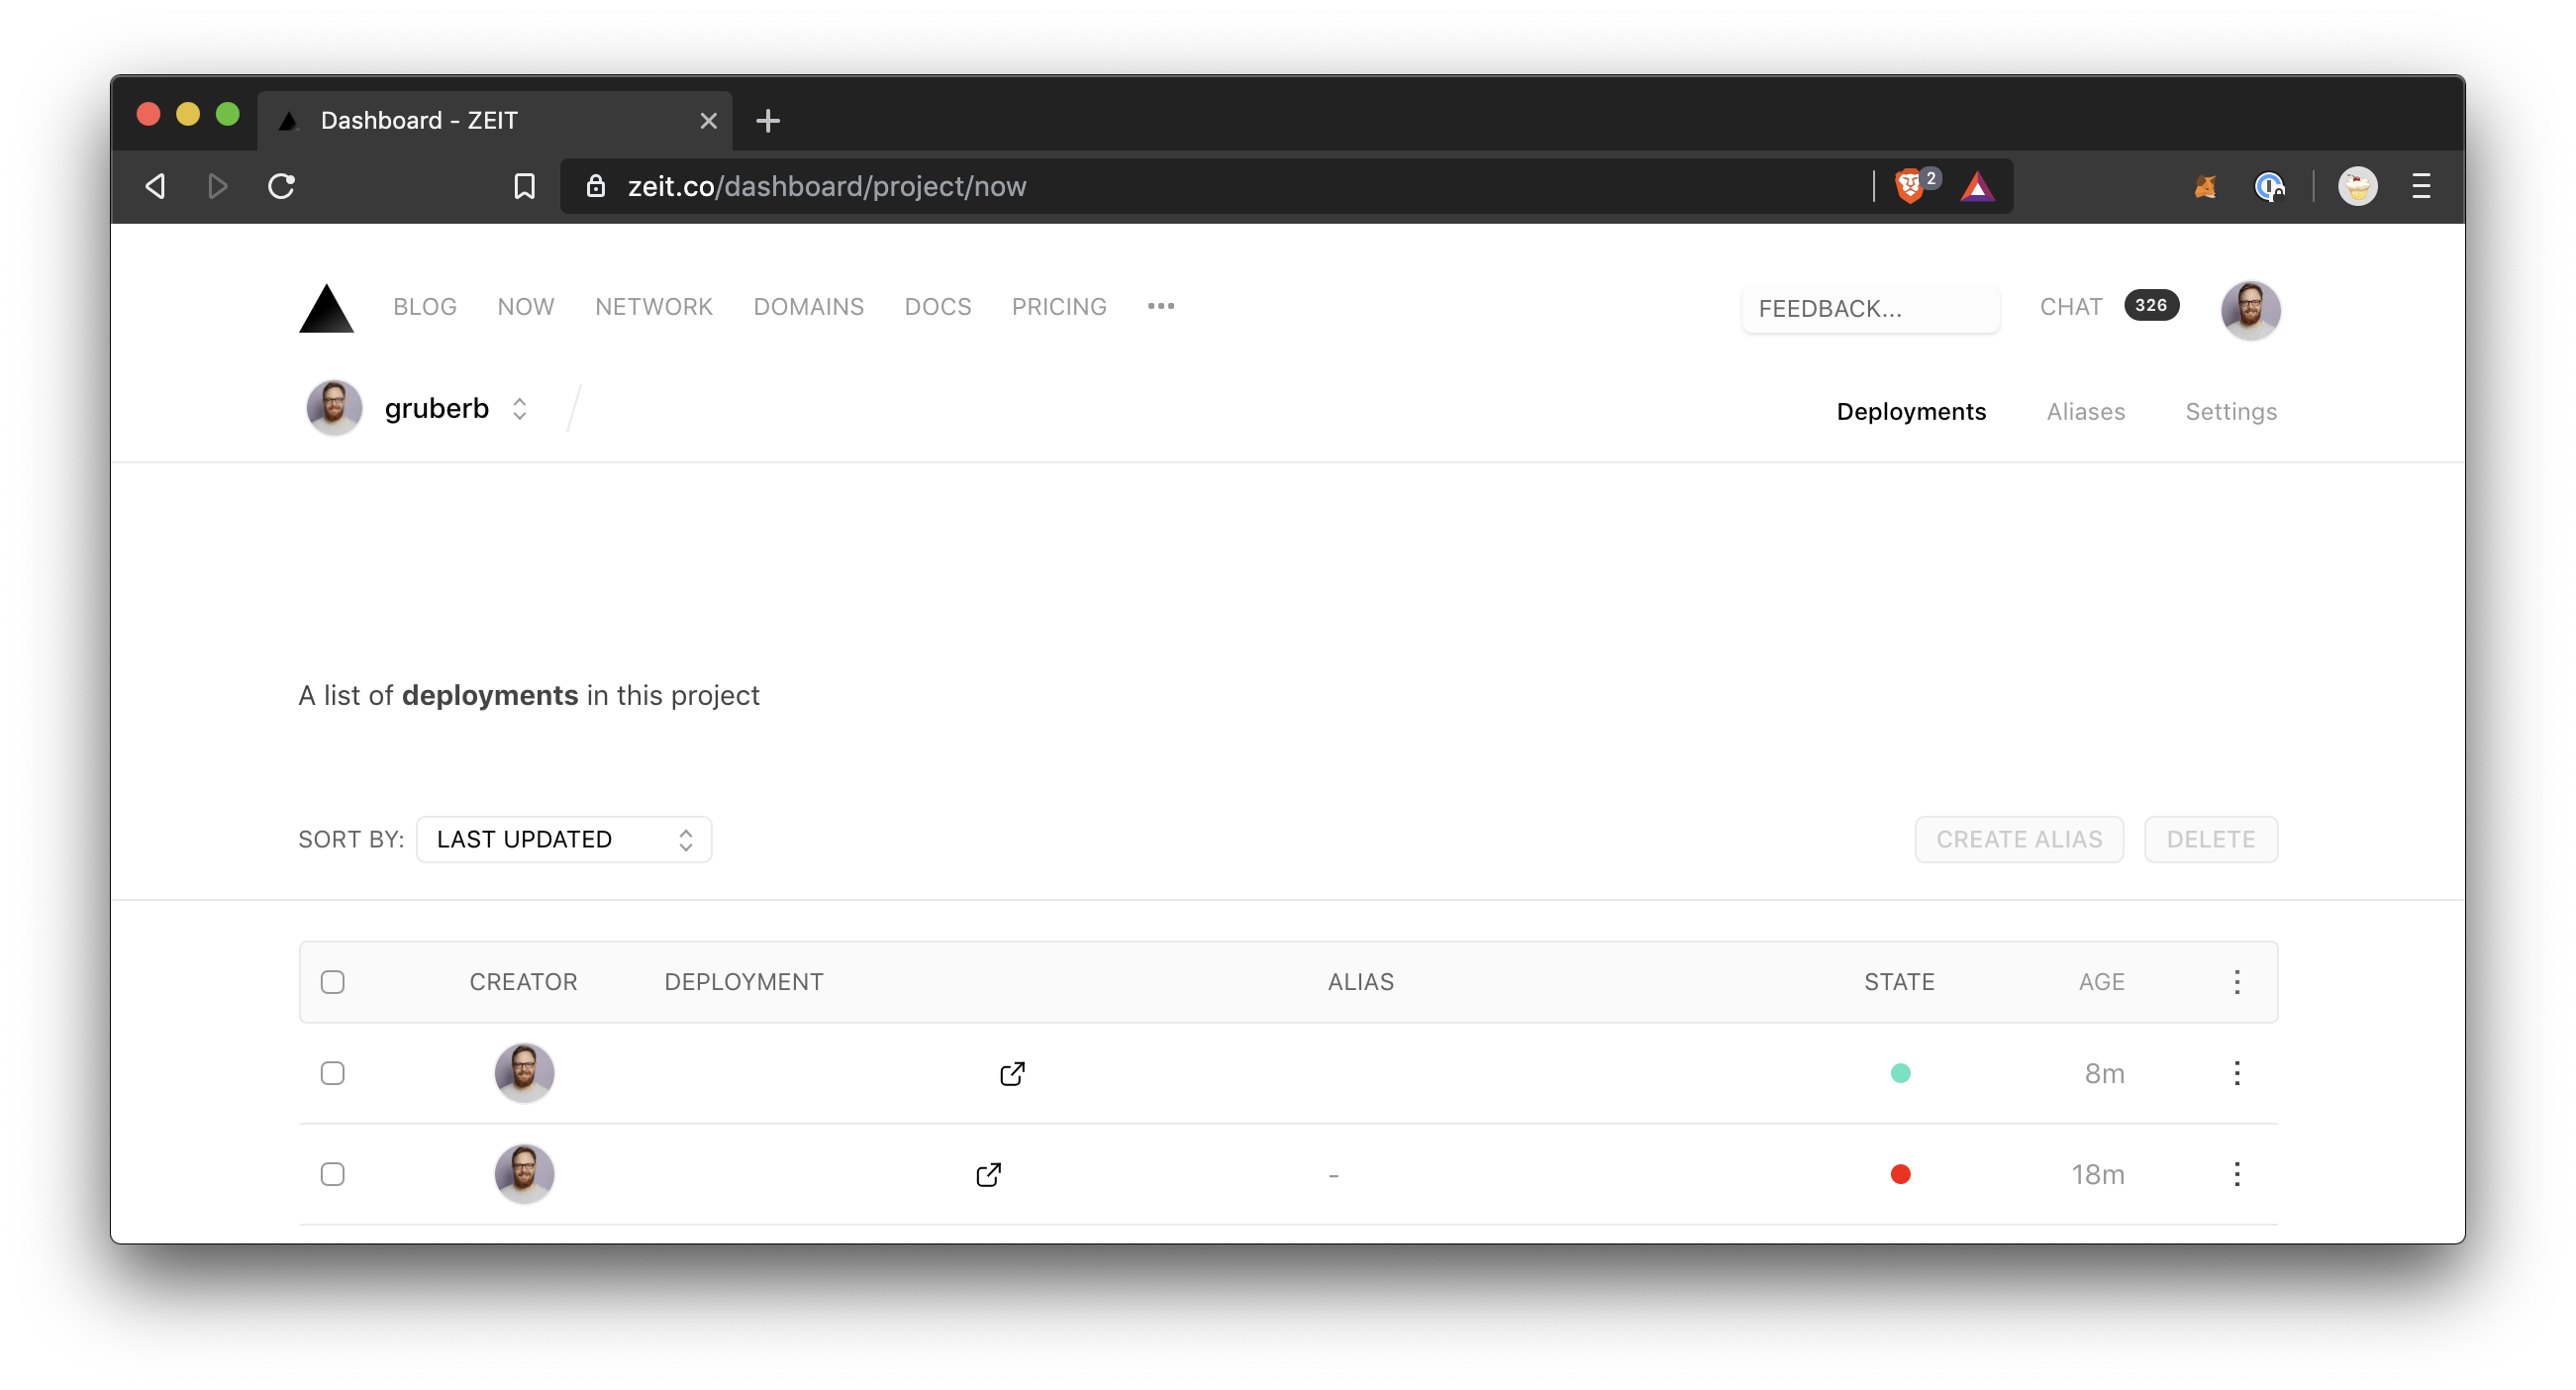 Dashboard - ZEIT
zeit.co/dashboard/project/now
2
BLOG NOW NETWORK DOMAINS DOCS PRICING
FEEDBACK...
CHAT 326
gruberb
Deployments Aliases Settings
A list of deployments in this project
SORT BY: LAST UPDATED
CREATE ALIAS DELETE
CREATOR DEPLOYMENT ALIAS STATE AGE
8m
- 18m